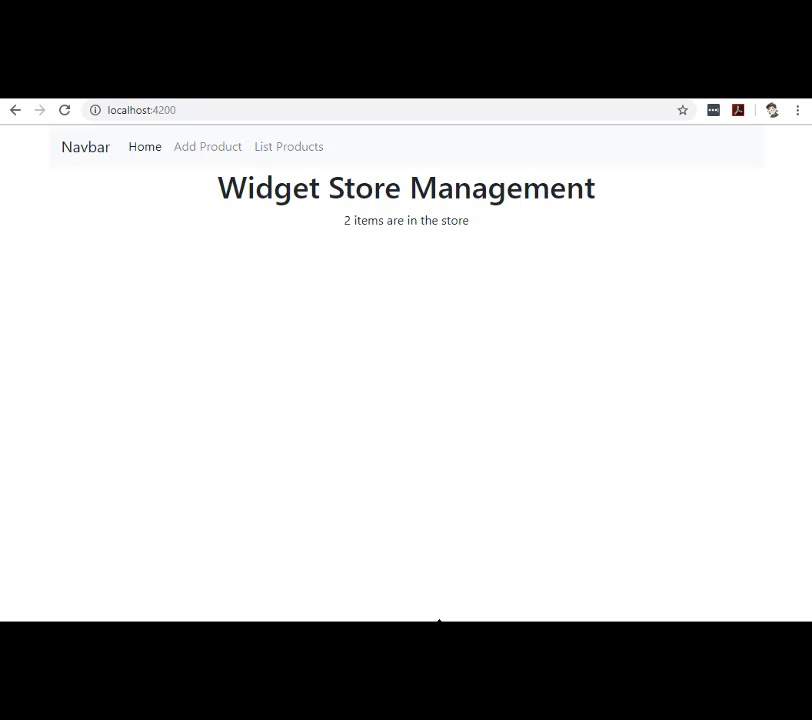 localhost:4200
Navbar Home Add Product List Products
Widget Store Management
2 items are in the store